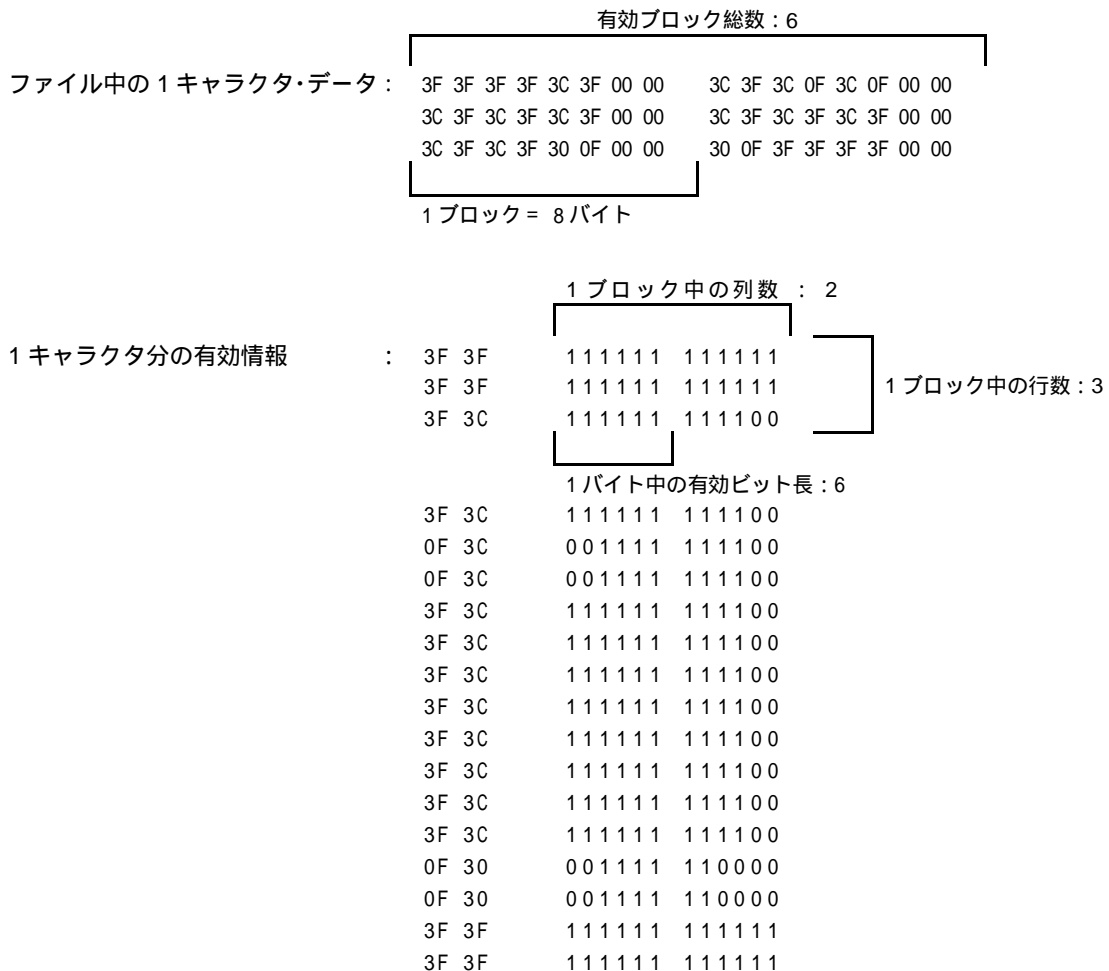 有効ブロック総数：6
ファイル中の1キャラクタ・データ： 3F 3F 3F 3F 3C 3F 00 00 3C 3F 3C 0F 3C 0F 00 00
3C 3F 3C 3F 3C 3F 00 00 3C 3F 3C 3F 3C 3F 00 00
3C 3F 3C 3F 30 0F 00 00 30 0F 3F 3F 3F 3F 00 00
1ブロック= 8バイト
1ブロック中の列数 ： 2
1キャラクタ分の有効情報 ： 3F 3F 111111 111111
3F 3F 111111 111111
1ブロック中の行数：3
3F 3C 111111 111100
1バイト中の有効ビット長：6
3F 3C 111111 111100
0F 3C 001111 111100
0F 3C 001111 111100
3F 3C 111111 111100
3F 3C 111111 111100
3F 3C 111111 111100
3F 3C 111111 111100
3F 3C 111111 111100
3F 3C 111111 111100
3F 3C 111111 111100
3F 3C 111111 111100
0F 30 001111 110000
0F 30 001111 110000
3F 3F 111111 111111
3F 3F 111111 111111